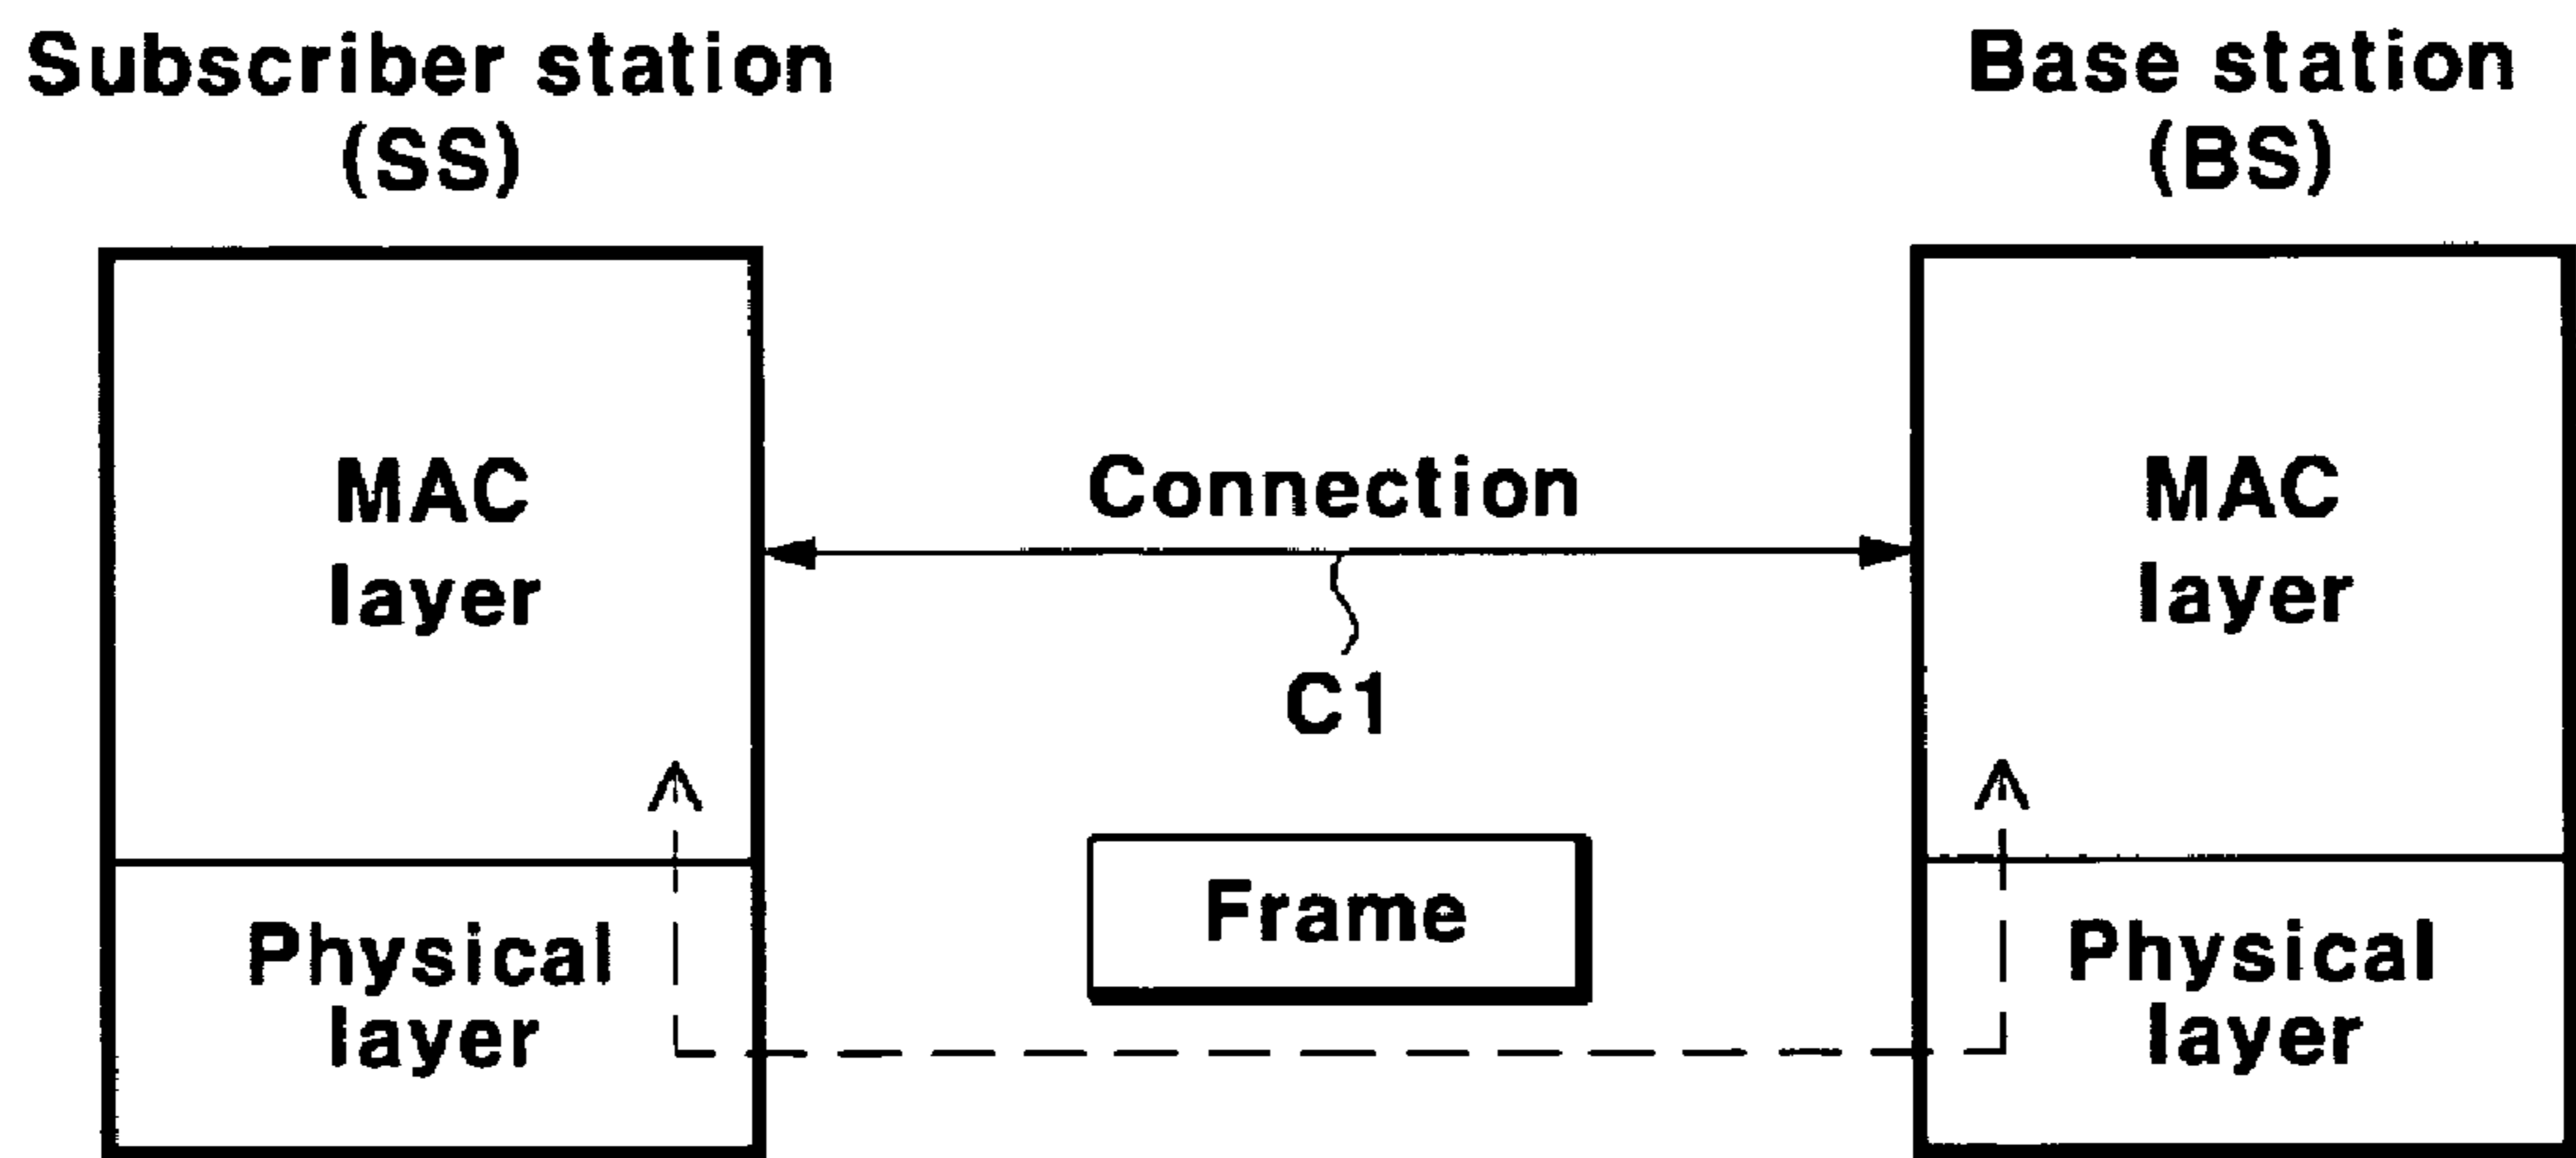 Subscriber station
(SS)
Base station
(BS)
MAC
layer
Connection
C1
MAC
layer
Frame
Physical
layer
Physical
layer